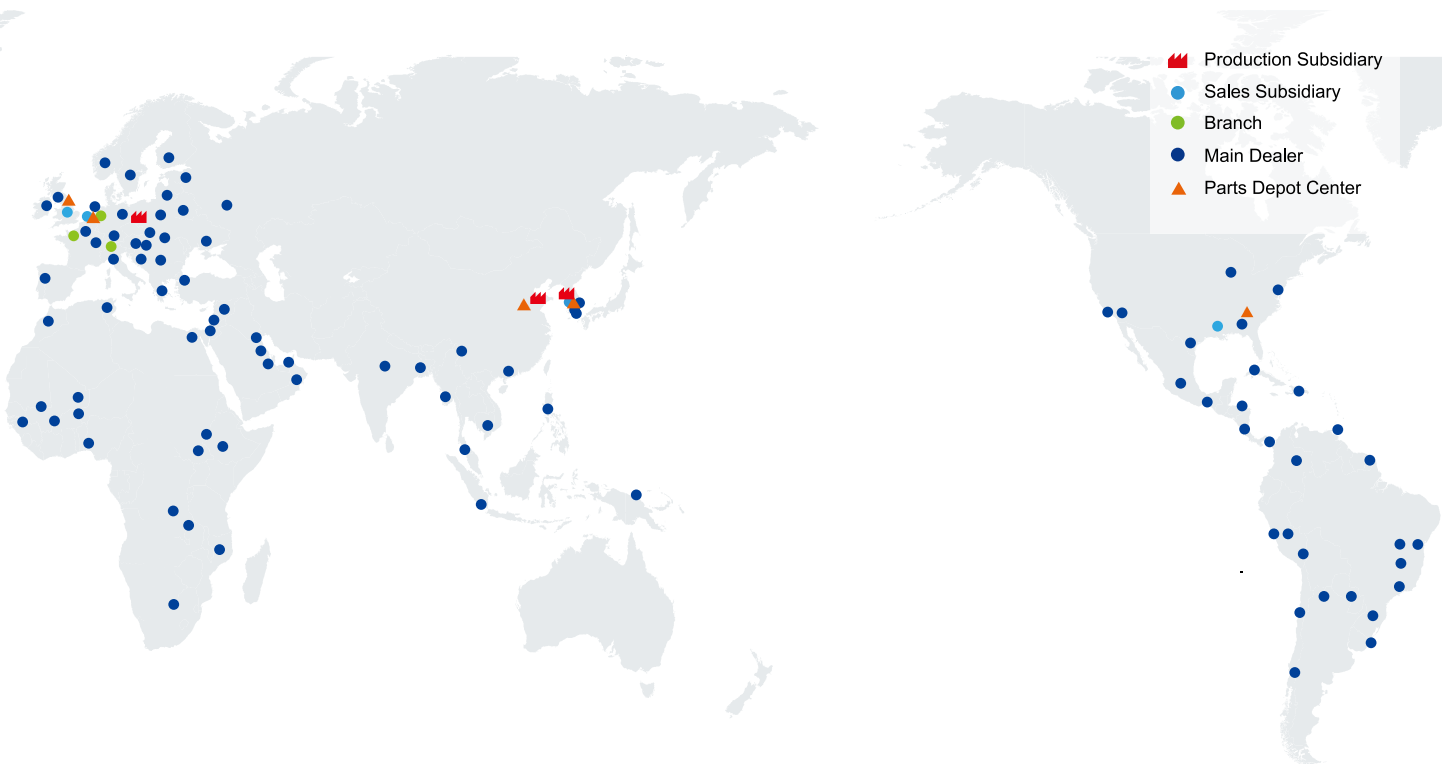 Production Subsidiary
Sales Subsidiary
Branch
Main Dealer
Parts Depot Center